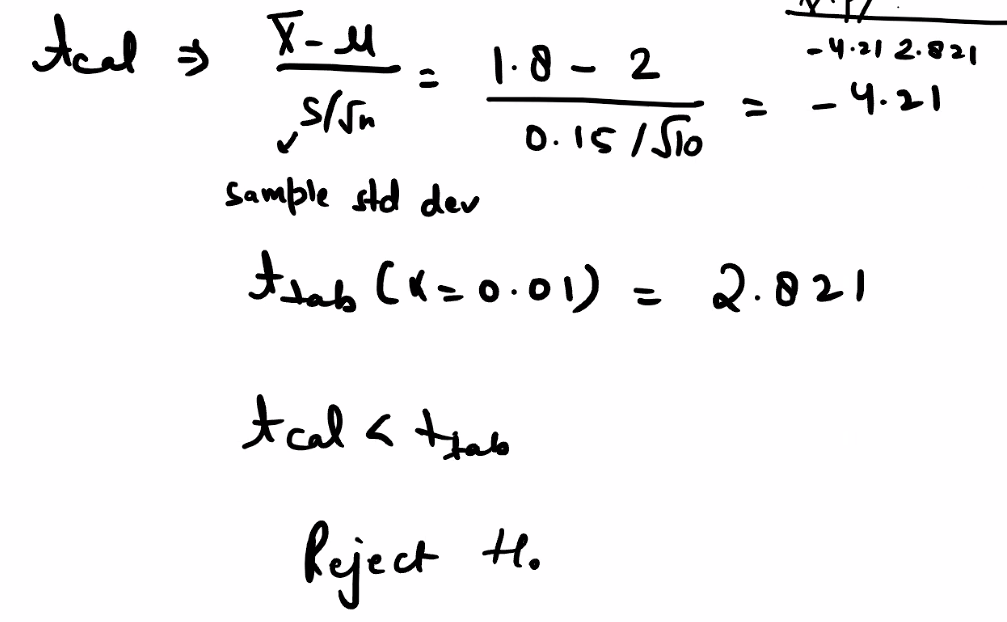 -4.21 2.821
tcal ⇒ x̄-μ / s/√n = 1.8 - 2 / 0.15/√10 = -4.21
sample std dev
ttab (α=0.01) = 2.821
tcal < ttab
Reject H₀